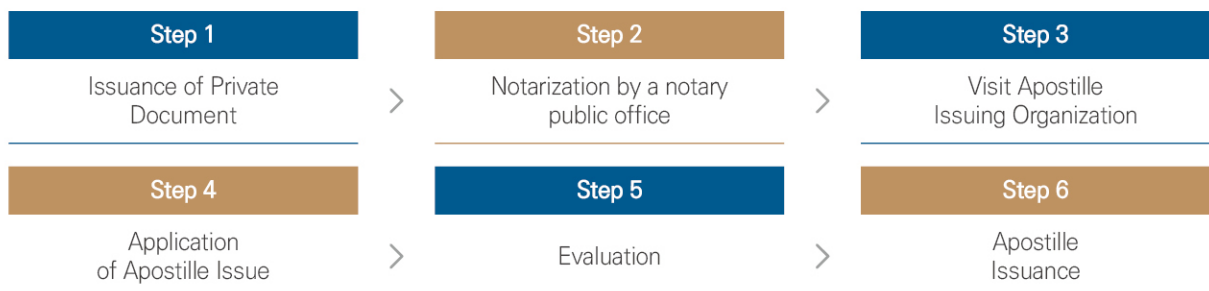 Step 1
Issuance of Private
Document
Step 2
Notarization by a notary
public office
Step 3
Visit Apostille
Issuing Organization
Step 4
Application
of Apostille Issue
Step 5
Evaluation
Step 6
Apostille
Issuance